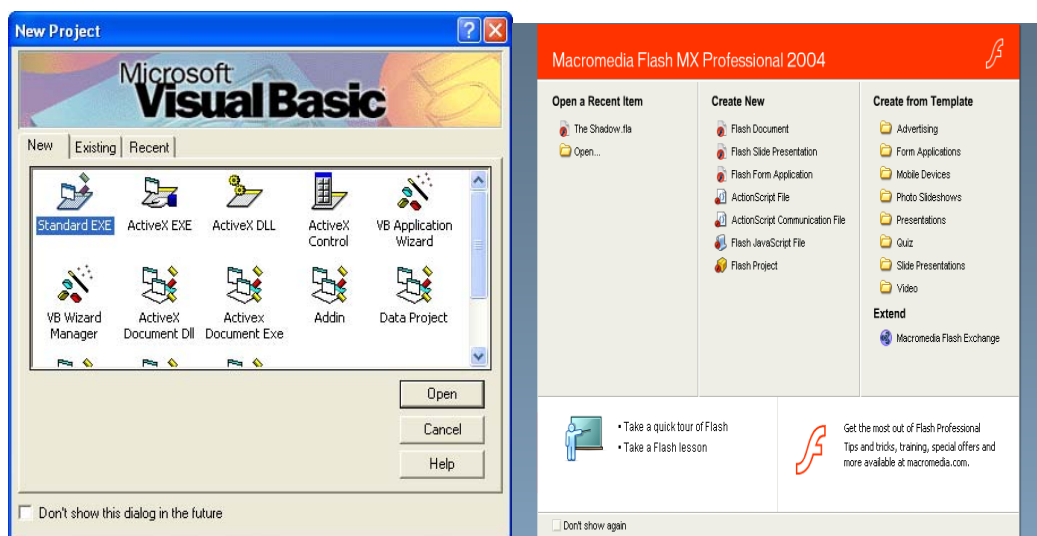 New Project
Microsoft
Visual Basic
New Existing Recent
Standard EXE ActiveX EXE ActiveX DLL ActiveX Control VB Application Wizard
VB Wizard Manager ActiveX Document Dll Activex Document Exe Addin Data Project
Open
Cancel
Help
Don't show this dialog in the future
Macromedia Flash MX Professional 2004
Open a Recent Item
The Shadow.fla
Open...
Create New
Flash Document
Flash Slide Presentation
Flash Form Application
ActionScript File
ActionScript Communication File
Flash JavaScript File
Flash Project
Create from Template
Advertising
Form Applications
Mobile Devices
Photo Slideshows
Presentations
Quiz
Slide Presentations
Video
Extend
Macromedia Flash Exchange
• Take a quick tour of Flash
• Take a Flash lesson
Get the most out of Flash Professional
Tips and tricks, training, special offers and
more available at macromedia.com.
Don't show again